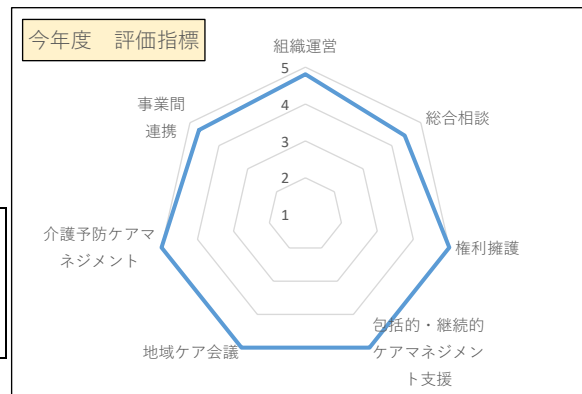 今年度　評価指標
組織運営
5
4
3
2
1
総合相談
権利擁護
包括的・継続的
ケアマネジメン
ト支援
地域ケア会議
介護予防ケアマ
ネジメント
事業間
連携